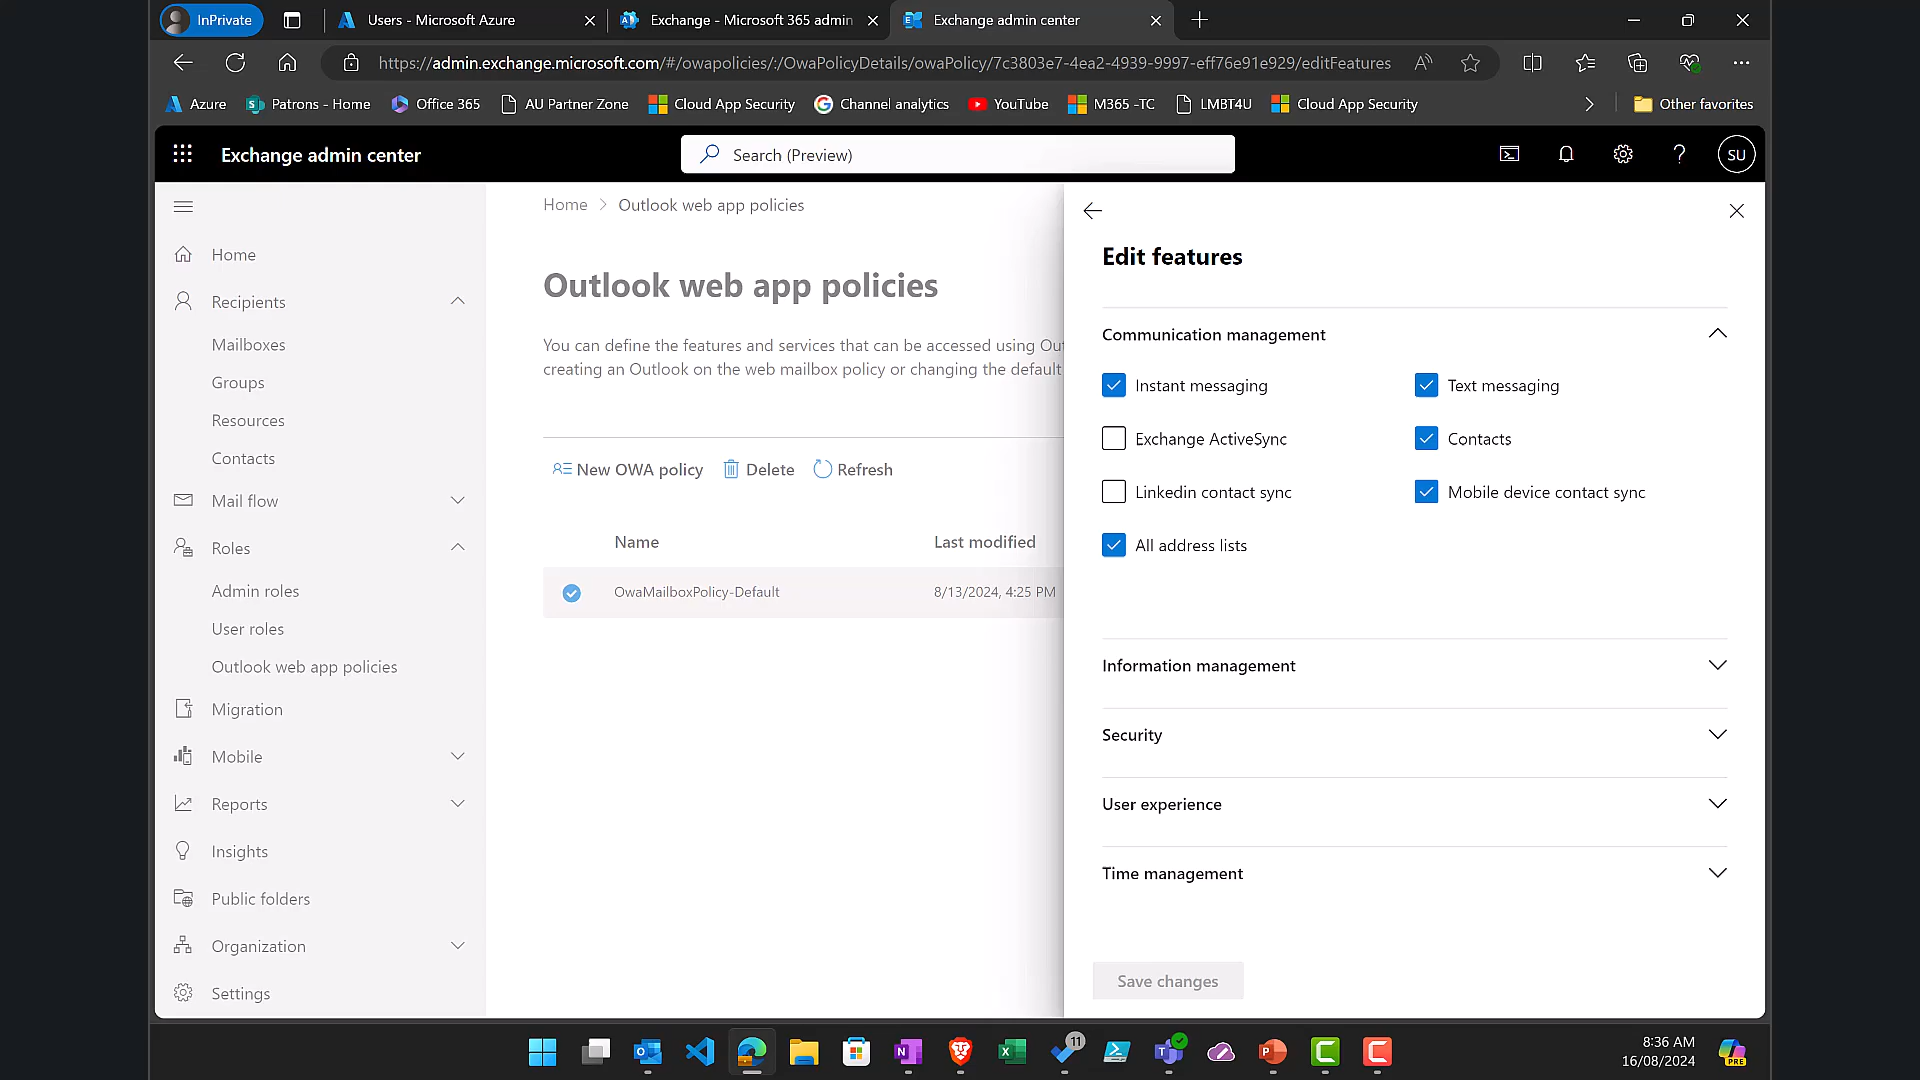 InPrivate
Users - Microsoft Azure
Exchange - Microsoft 365 admin
Exchange admin center
https://admin.exchange.microsoft.com/#/owapolicies/:/OwaPolicyDetails/owaPolicy/7c3803e7-4ea2-4939-9997-eff76e91e929/editFeatures
Azure
Patrons - Home
Office 365
AU Partner Zone
Cloud App Security
Channel analytics
YouTube
M365 -TC
LMBT4U
Cloud App Security
Other favorites
Exchange admin center
Search (Preview)
SU
Home
Recipients
Mailboxes
Groups
Resources
Contacts
Mail flow
Roles
Admin roles
User roles
Outlook web app policies
Migration
Mobile
Reports
Insights
Public folders
Organization
Settings
Home > Outlook web app policies
Outlook web app policies
You can define the features and services that can be accessed using Ou
creating an Outlook on the web mailbox policy or changing the default
New OWA policy
Delete
Refresh
Name
Last modified
OwaMailboxPolicy-Default
8/13/2024, 4:25 PM
Edit features
Communication management
Instant messaging
Text messaging
Exchange ActiveSync
Contacts
Linkedin contact sync
Mobile device contact sync
All address lists
Information management
Security
User experience
Time management
Save changes
11
8:36 AM
16/08/2024
PRE